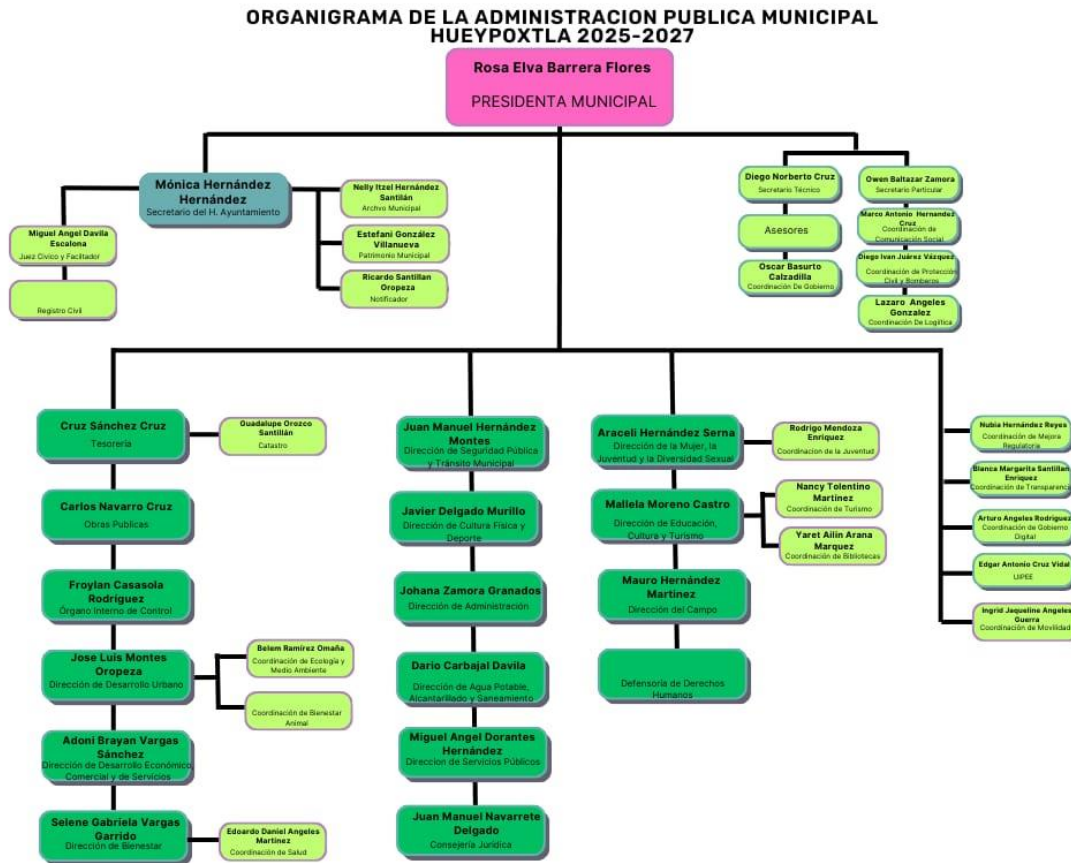 ORGANIGRAMA DE LA ADMINISTRACION PUBLICA MUNICIPAL
HUEYPOXTLA 2025-2027
Rosa Elva Barrera Flores
PRESIDENTA MUNICIPAL
Mónica Hernández
Hernández
Secretario del H. Ayuntamiento
Miguel Angel Davila
Escalona
Juez Civico y Facilitador
Registro Civil
Nelly Itzel Hernández
Santilán
Archvo Municipal
Estefani González
Villanueva
Patrimonio Municipal
Ricardo Santillan
Oropeza
Notificador
Diego Norberto Cruz
Secretario Técnico
Asesores
Oscar Basurto
Calzadilla
Coordinación De Gobierno
Owen Baltazar Zamora
Secretario Particular
Marco Antonio Hernandez
Cruz
Coordinación de
Comunicación Social
Diego Ivan Juárez Vázquez
Coordinación de Protección
Civil y Bomberos
Lazaro Angeles
Gonzalez
Coordinación De Logíltica
Cruz Sánchez Cruz
Tesorería
Guadalupe Orozco
Santillán
Catastro
Carlos Navarro Cruz
Obras Publicas
Froylan Casasola
Rodríguez
Órgano Interno de Control
Jose Luis Montes
Oropeza
Dirección de Desarrollo Urbano
Belem Ramírez Omaña
Coordinación de Ecología y
Medio Ambiente
Coordinación de Bienestar
Animal
Adoni Brayan Vargas
Sánchez
Dirección de Desarrollo Económico,
Comercial y de Servicios
Selene Gabriela Vargas
Garrido
Dirección de Bienestar
Edoardo Daniel Angeles
Martínez
Coordinación de Salud
Juan Manuel Hernández
Montes
Dirección de Seguridad Pública
y Tránsito Municipal
Javier Delgado Murillo
Dirección de Cultura Física y
Deporte
Johana Zamora Granados
Dirección de Administración
Dario Carbajal Davila
Dirección de Agua Potable,
Alcantarillado y Saneamiento
Miguel Angel Dorantes
Hernández
Direccion de Servicios Públicos
Juan Manuel Navarrete
Delgado
Consejería Jurídica
Araceli Hernández Serna
Dirección de la Mujer, la
Juventud y la Diversidad Sexual
Rodrigo Mendoza
Enriquez
Coordinacion de la Juventud
Mallela Moreno Castro
Dirección de Educación,
Cultura y Turismo
Nancy Tolentino
Martínez
Coordinación de Turismo
Yaret Ailin Arana
Marquez
Coordinación de Bibliotecas
Mauro Hernández
Martinez
Dirección del Campo
Defensoría de Derechos
Humanos
Nubia Hernández Reyes
Coordinación de Mejora
Regulatoria
Blanca Margarita Santillan
Enriquez
Coordinación de Transparencia
Arturo Angeles Rodriguez
Coordinación de Gobierno
Digital
Edgar Antonio Cruz Vidal
UIPEE
Ingrid Jaqueline Angeles
Guerra
Coordinación de Movilidad